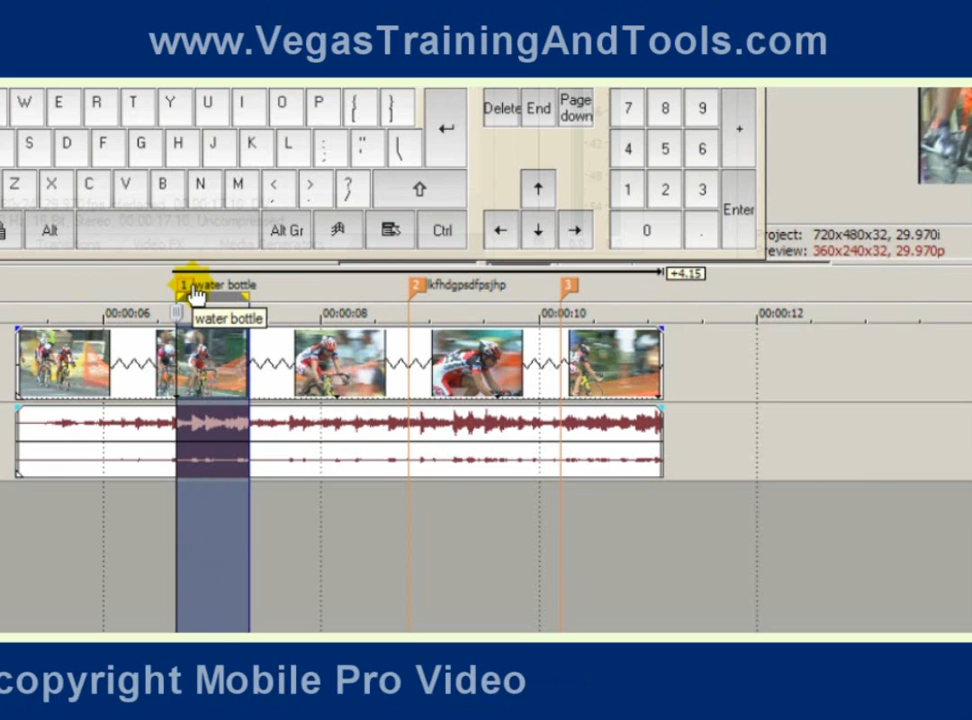 www.VegasTrainingAndTools.com
W E R T Y U I O P { [ } ]
Delete End Page down
7 8 9 +
S D F G H J K L : ; " ' | \
4 5 6
Z X C V B N M < , > . ? /
1 2 3 Enter
Alt Alt Gr Ctrl
0 .
Project: 720x480x32, 29.970i
Preview: 360x240x32, 29.970p
+4.15
1 water bottle
2 lkfhdgpsdfpsjhp
3
water bottle
00:00:06 00:00:08 00:00:10 00:00:12
copyright Mobile Pro Video